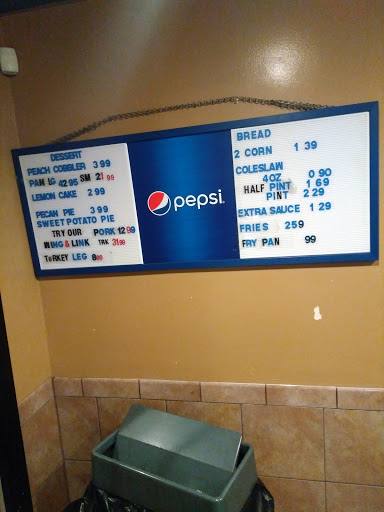 DESSERT
PEACH COBBLER 3 99
PAN LG 42 95 SM 21 99
LEMON CAKE 2 99
PECAN PIE 3 99
SWEET POTATO PIE
TRY OUR PORK 12 99
WING & LINK TRK 31 99
TURKEY LEG 8 99
pepsi
BREAD
2 CORN 1 39
COLESLAW
4OZ 0 90
HALF PINT 1 69
PINT 2 29
EXTRA SAUCE 1 29
FRIES 2 59
FRY PAN 99